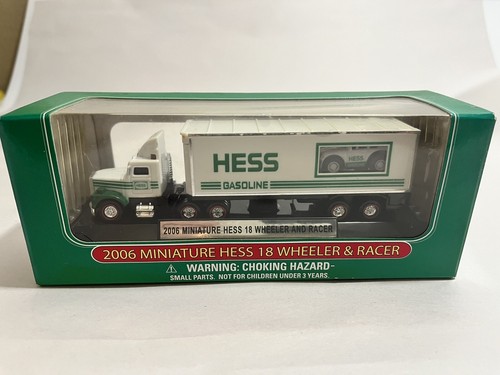 HESS
GASOLINE
HESS
2006 MINIATURE HESS 18 WHEELER AND RACER
2006 MINIATURE HESS 18 WHEELER & RACER
WARNING: CHOKING HAZARD-
SMALL PARTS. NOT FOR CHILDREN UNDER 3 YEARS.